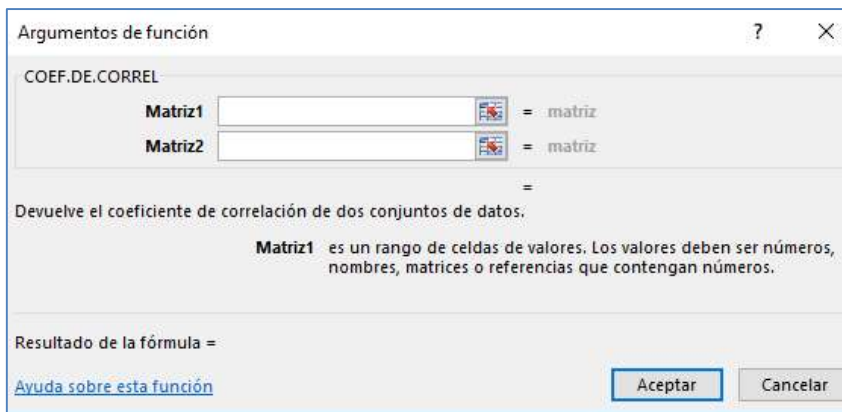 Argumentos de función ? ×
COEF.DE.CORREL
Matriz1 = matriz
Matriz2 = matriz
=
Devuelve el coeficiente de correlación de dos conjuntos de datos.
Matriz1 es un rango de celdas de valores. Los valores deben ser números,
nombres, matrices o referencias que contengan números.
Resultado de la fórmula =
Ayuda sobre esta función Aceptar Cancelar